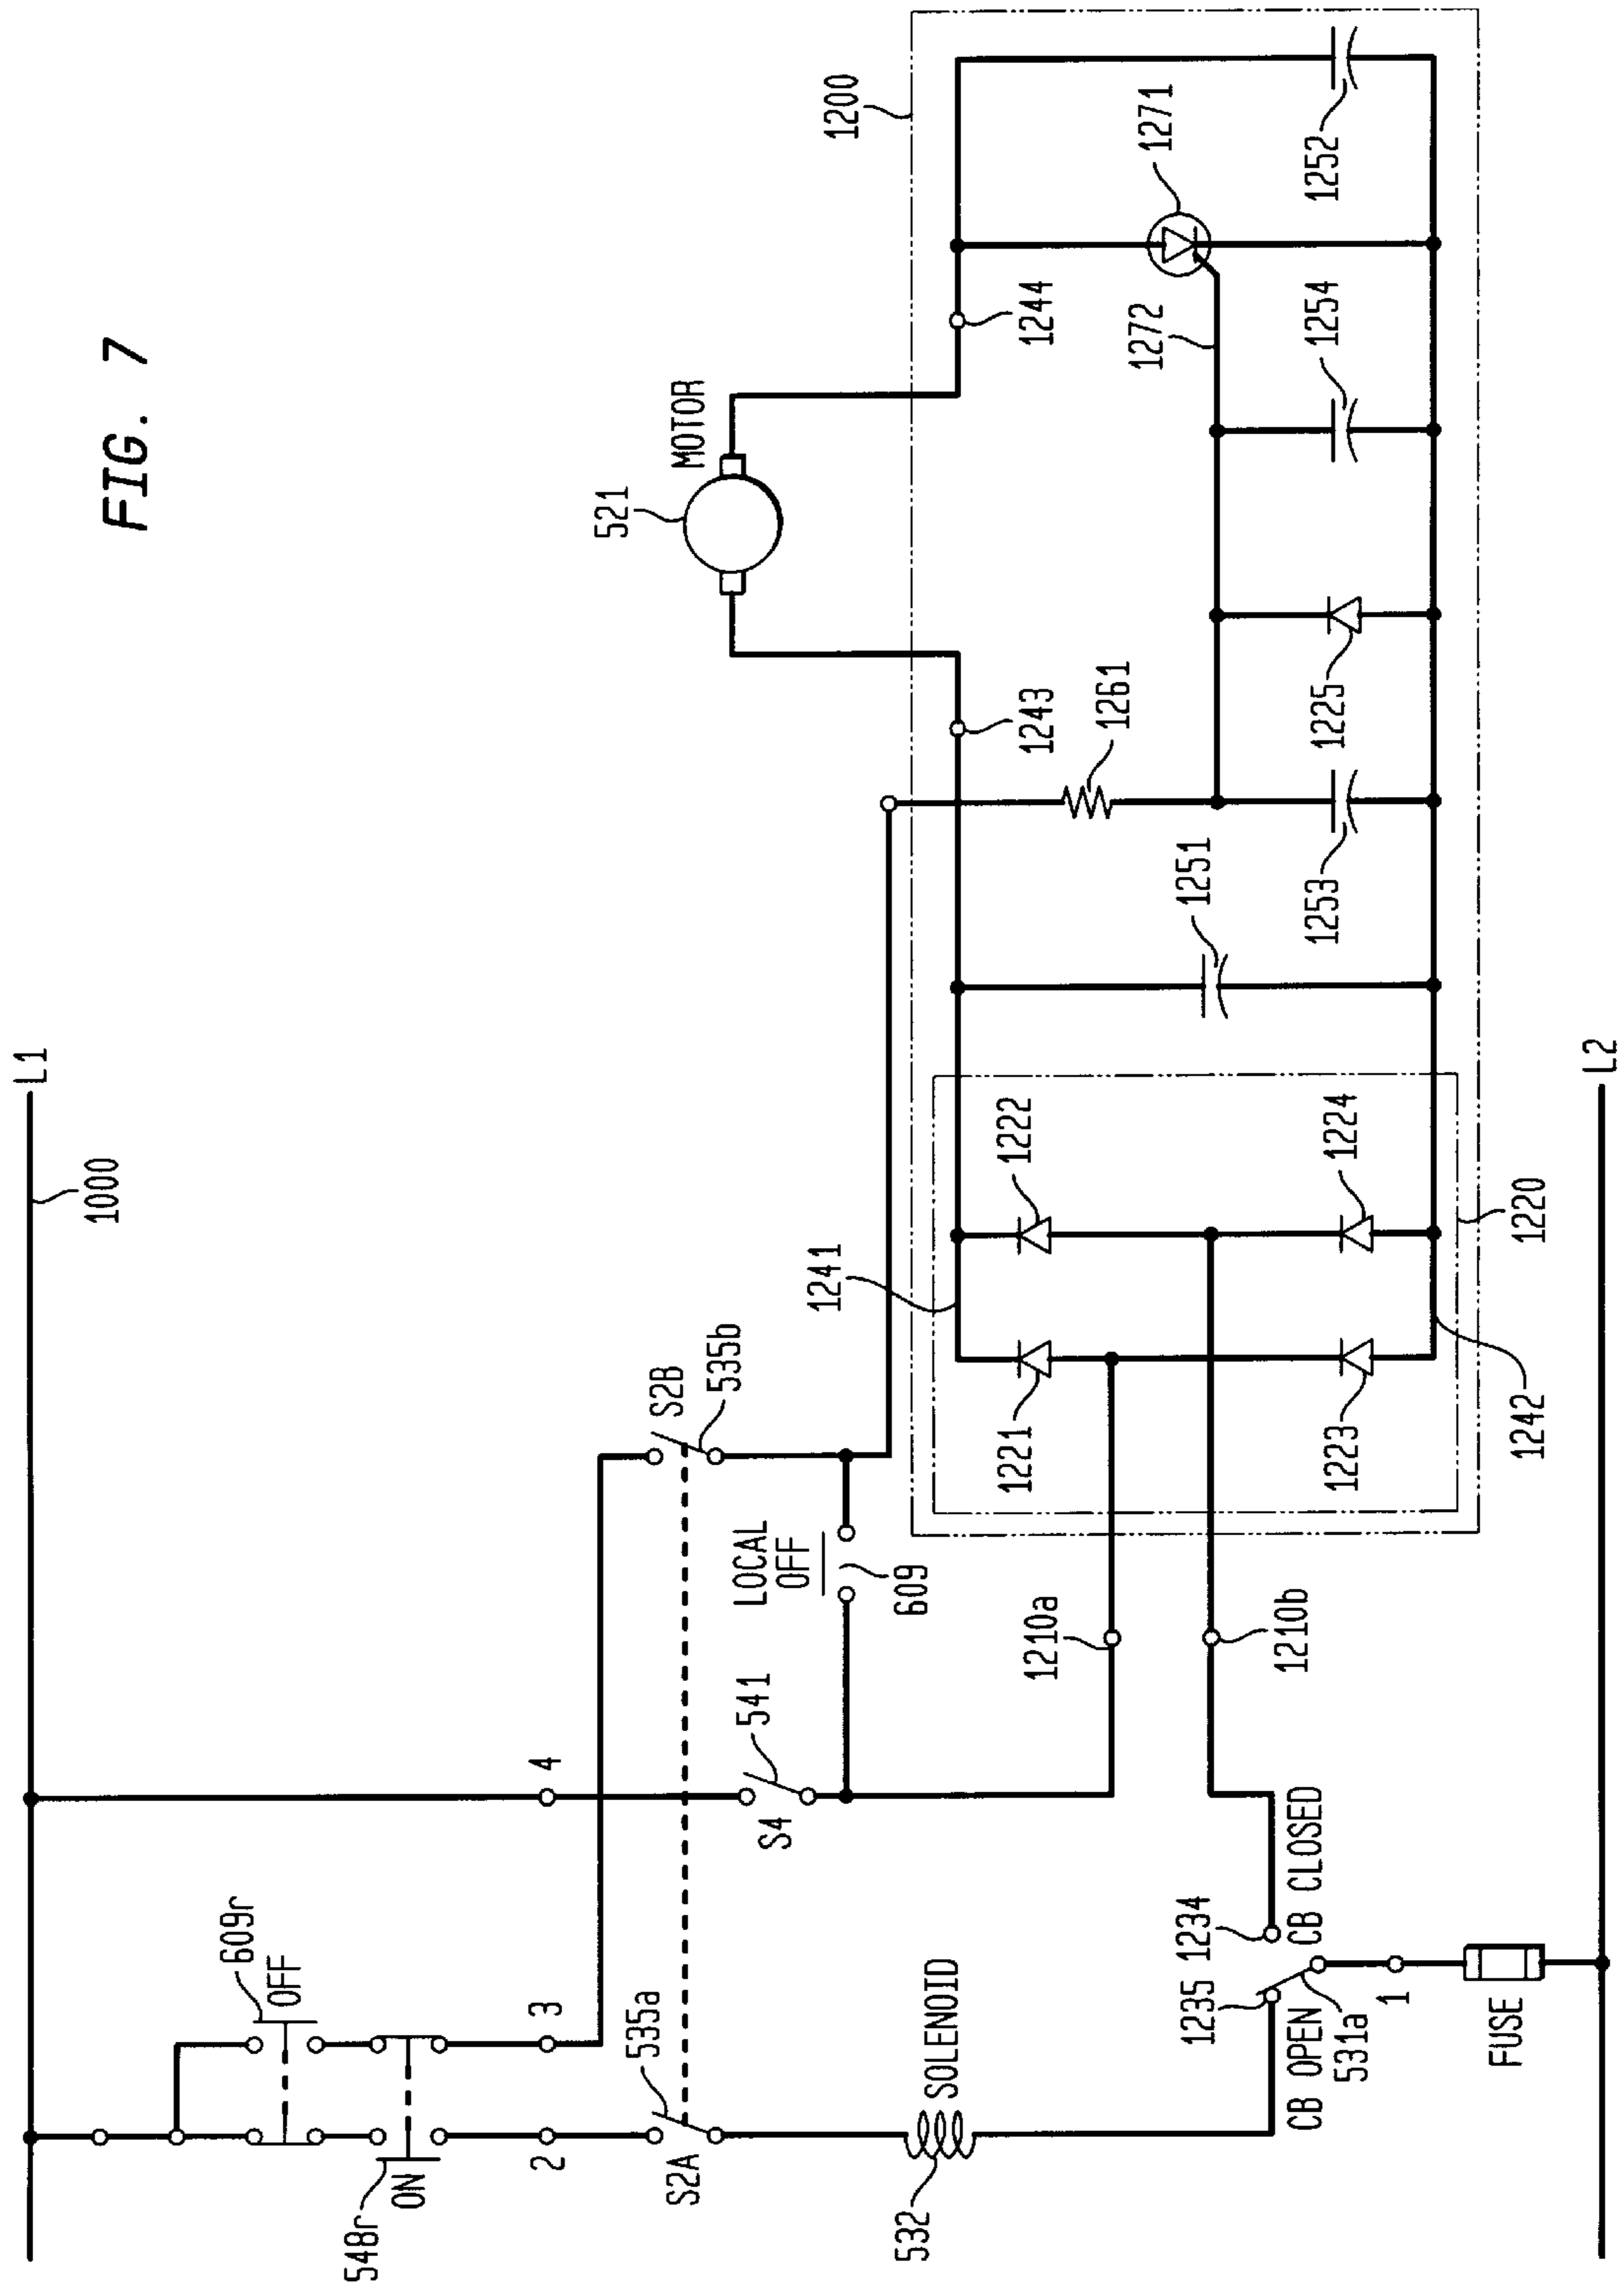 FIG. 7
L1
1000
609r
OFF
548r
ON
3
2
4
535a
S2A
S2B
535b
541
S4
LOCAL
OFF
609
SOLENOID
532
1235
1234
CB OPEN
CB CLOSED
531a
1
FUSE
L2
1210a
1210b
1241
1221
1222
1223
1224
1242
1220
1251
1243
1261
1253
1225
521
MOTOR
1244
1272
1254
1271
1252
1200